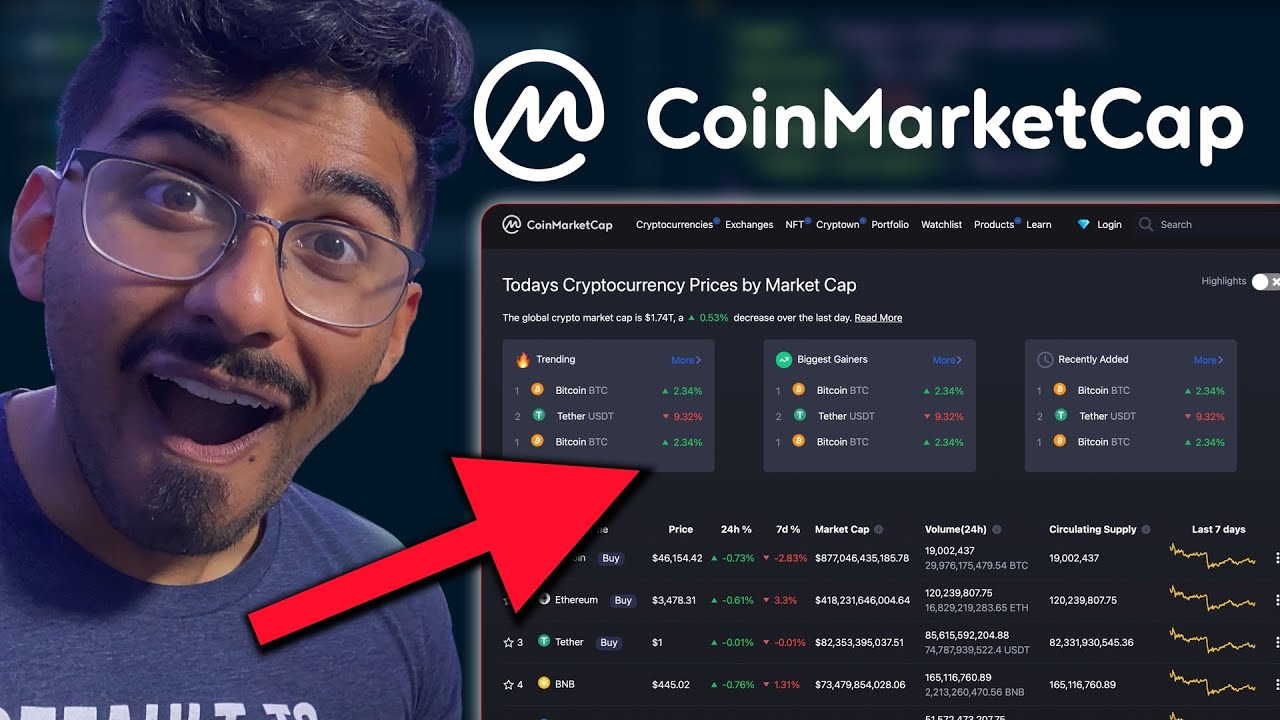 CoinMarketCap
CoinMarketCap Cryptocurrencies Exchanges NFT Cryptown Portfolio Watchlist Products Learn Login Search
Todays Cryptocurrency Prices by Market Cap Highlights
The global crypto market cap is $1.74T, a ▲ 0.53% decrease over the last day. Read More
Trending More Biggest Gainers More Recently Added More
1 Bitcoin BTC ▲ 2.34% 1 Bitcoin BTC ▲ 2.34% 1 Bitcoin BTC ▲ 2.34%
2 Tether USDT ▼ 9.32% 2 Tether USDT ▼ 9.32% 2 Tether USDT ▼ 9.32%
1 Bitcoin BTC ▲ 2.34% 1 Bitcoin BTC ▲ 2.34% 1 Bitcoin BTC ▲ 2.34%
Price 24h % 7d % Market Cap Volume(24h) Circulating Supply Last 7 days
Buy $46,154.42 ▲ -0.73% ▼ -2.83% $877,046,435,185.78 19,002,437 19,002,437
29,976,175,479.54 BTC
Ethereum Buy $3,478.31 ▲ -0.61% ▼ 3.3% $418,231,646,004.64 120,239,807.75 120,239,807.75
16,829,219,283.65 ETH
3 Tether Buy $1 ▲ -0.01% ▼ -0.01% $82,353,395,037.51 85,615,592,204.88 82,331,930,545.36
74,787,939,522.4 USDT
4 BNB $445.02 ▲ -0.76% ▼ 1.31% $73,479,854,028.06 165,116,760.89 165,116,760.89
2,213,260,470.56 BNB